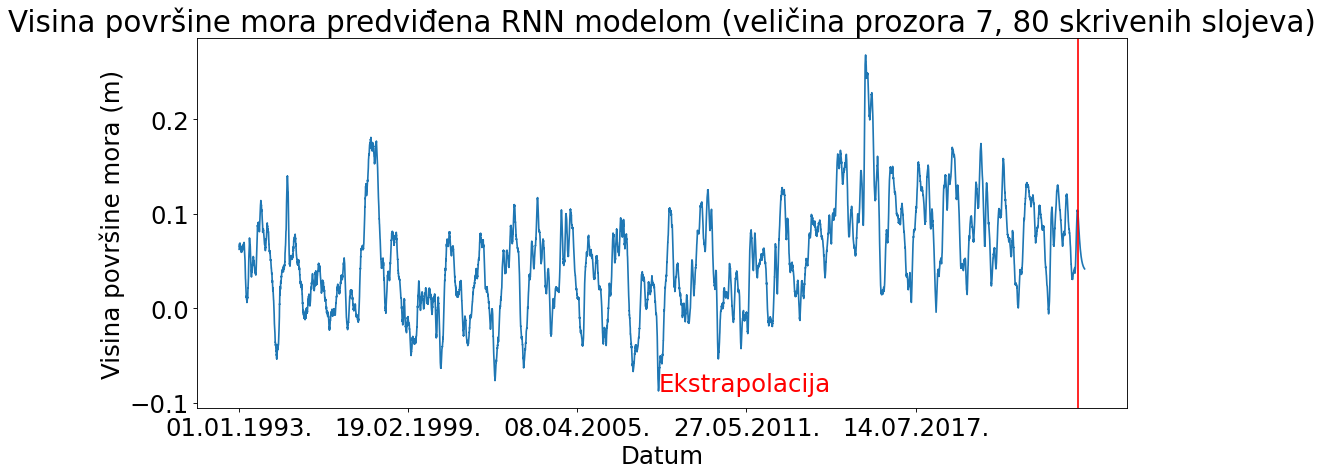 Visina površine mora predviđena RNN modelom (veličina prozora 7, 80 skrivenih slojeva)
Visina površine mora (m)
0.2
0.1
0.0
−0.1
Ekstrapolacija
01.01.1993. 19.02.1999. 08.04.2005. 27.05.2011. 14.07.2017.
Datum